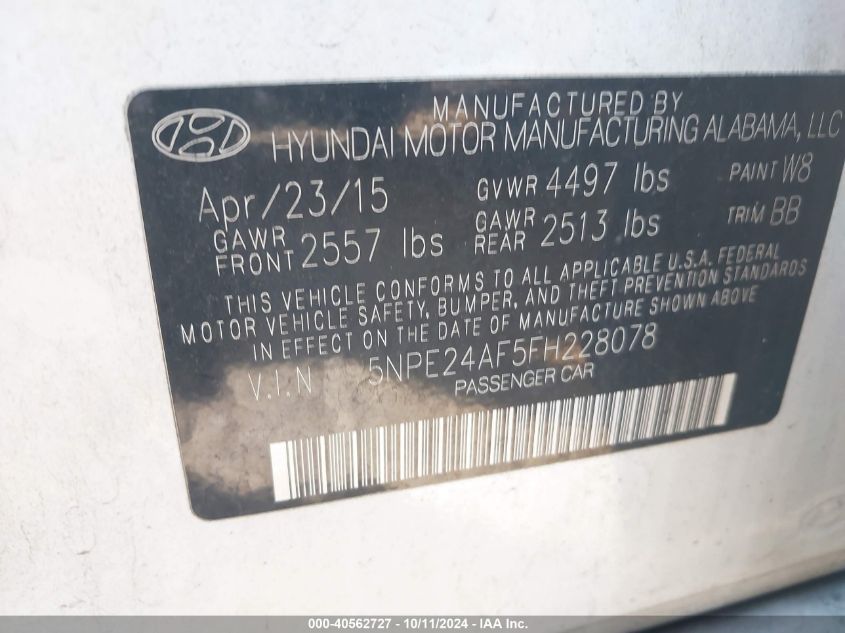 MANUFACTURED BY
HYUNDAI MOTOR MANUFACTURING ALABAMA, LLC
Apr/23/15 GVWR 4497 lbs PAINT W8
GAWR FRONT 2557 lbs GAWR REAR 2513 lbs TRIM BB
THIS VEHICLE CONFORMS TO ALL APPLICABLE U.S.A. FEDERAL
MOTOR VEHICLE SAFETY, BUMPER, AND THEFT PREVENTION STANDARDS
IN EFFECT ON THE DATE OF MANUFACTURE SHOWN ABOVE
V.I.N 5NPE24AF5FH228078
PASSENGER CAR
000-40562727 - 10/11/2024 - IAA Inc.